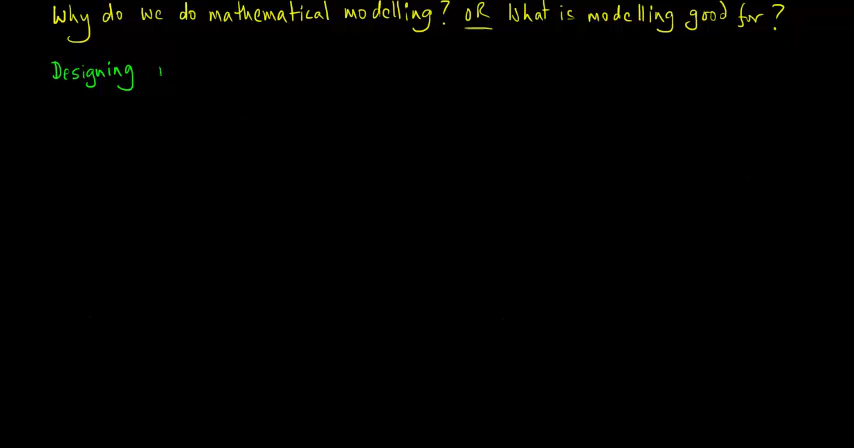 Why do we do mathematical modelling? OR What is modelling good for?
Designing